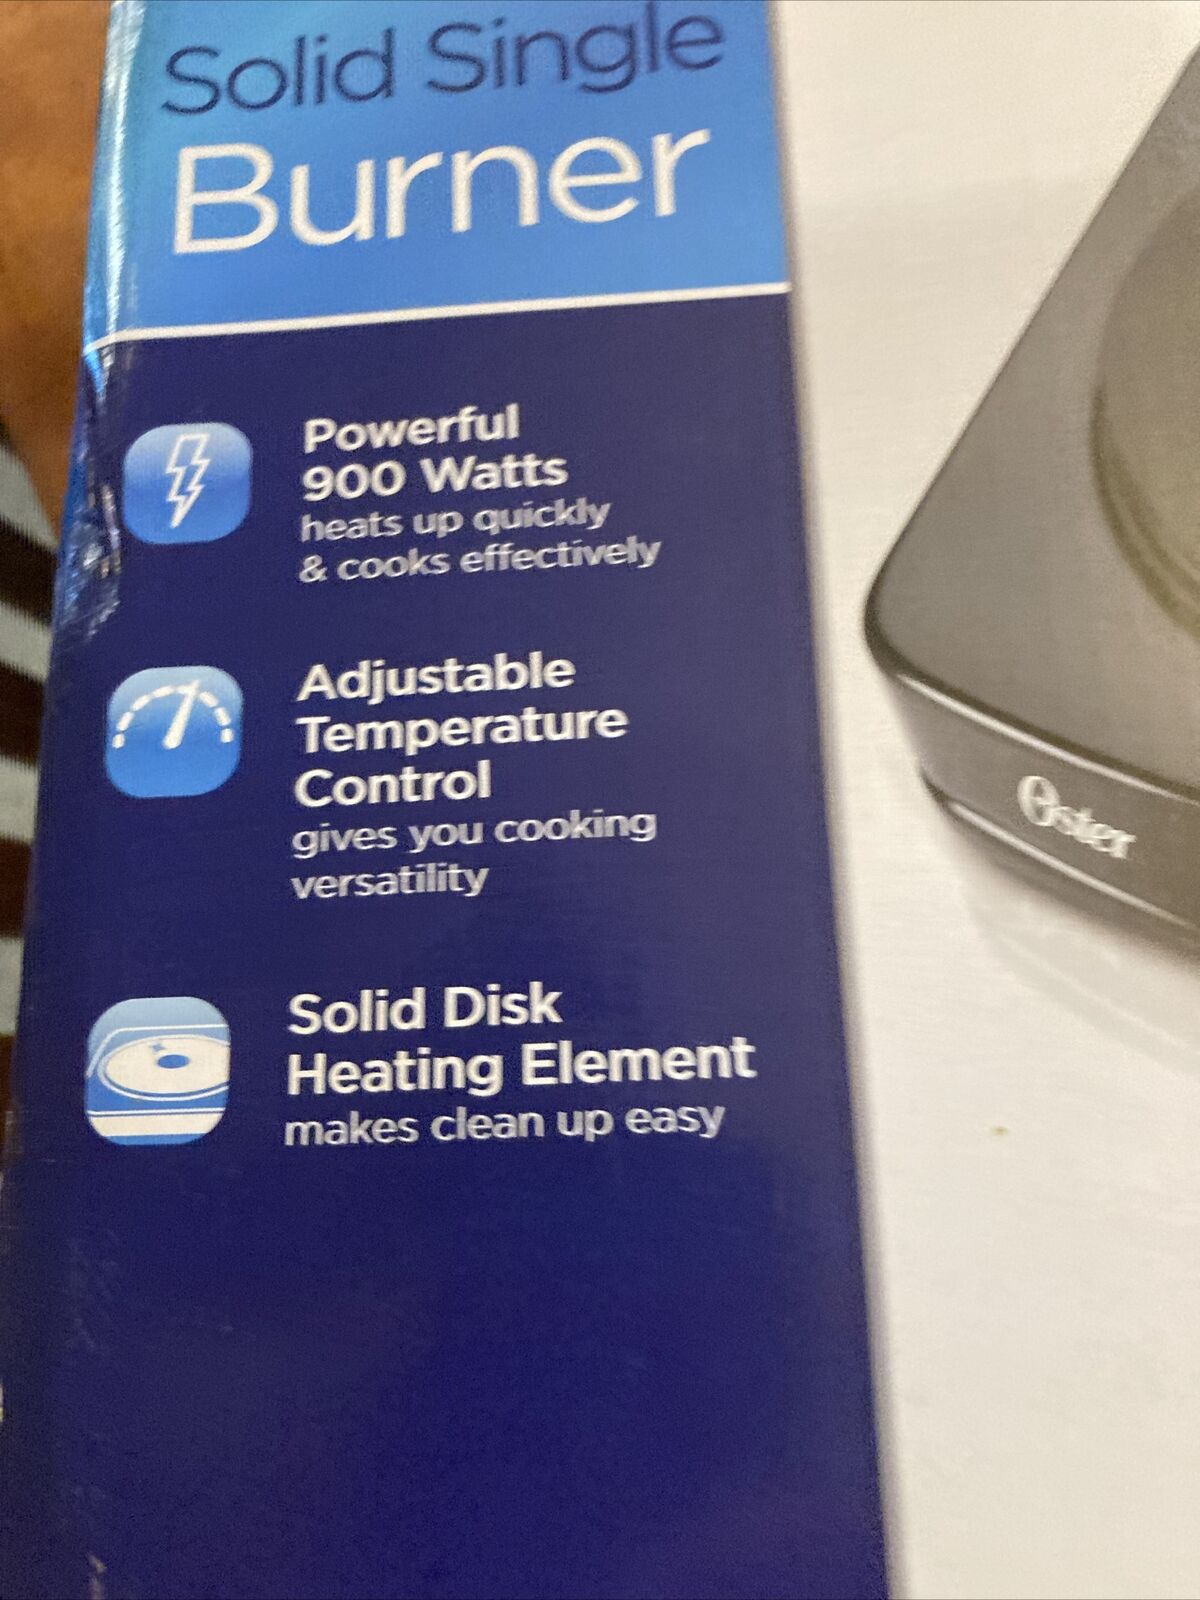 Solid Single
Burner
Powerful
900 Watts
heats up quickly
& cooks effectively
Adjustable
Temperature
Control
gives you cooking
versatility
Solid Disk
Heating Element
makes clean up easy
Oster